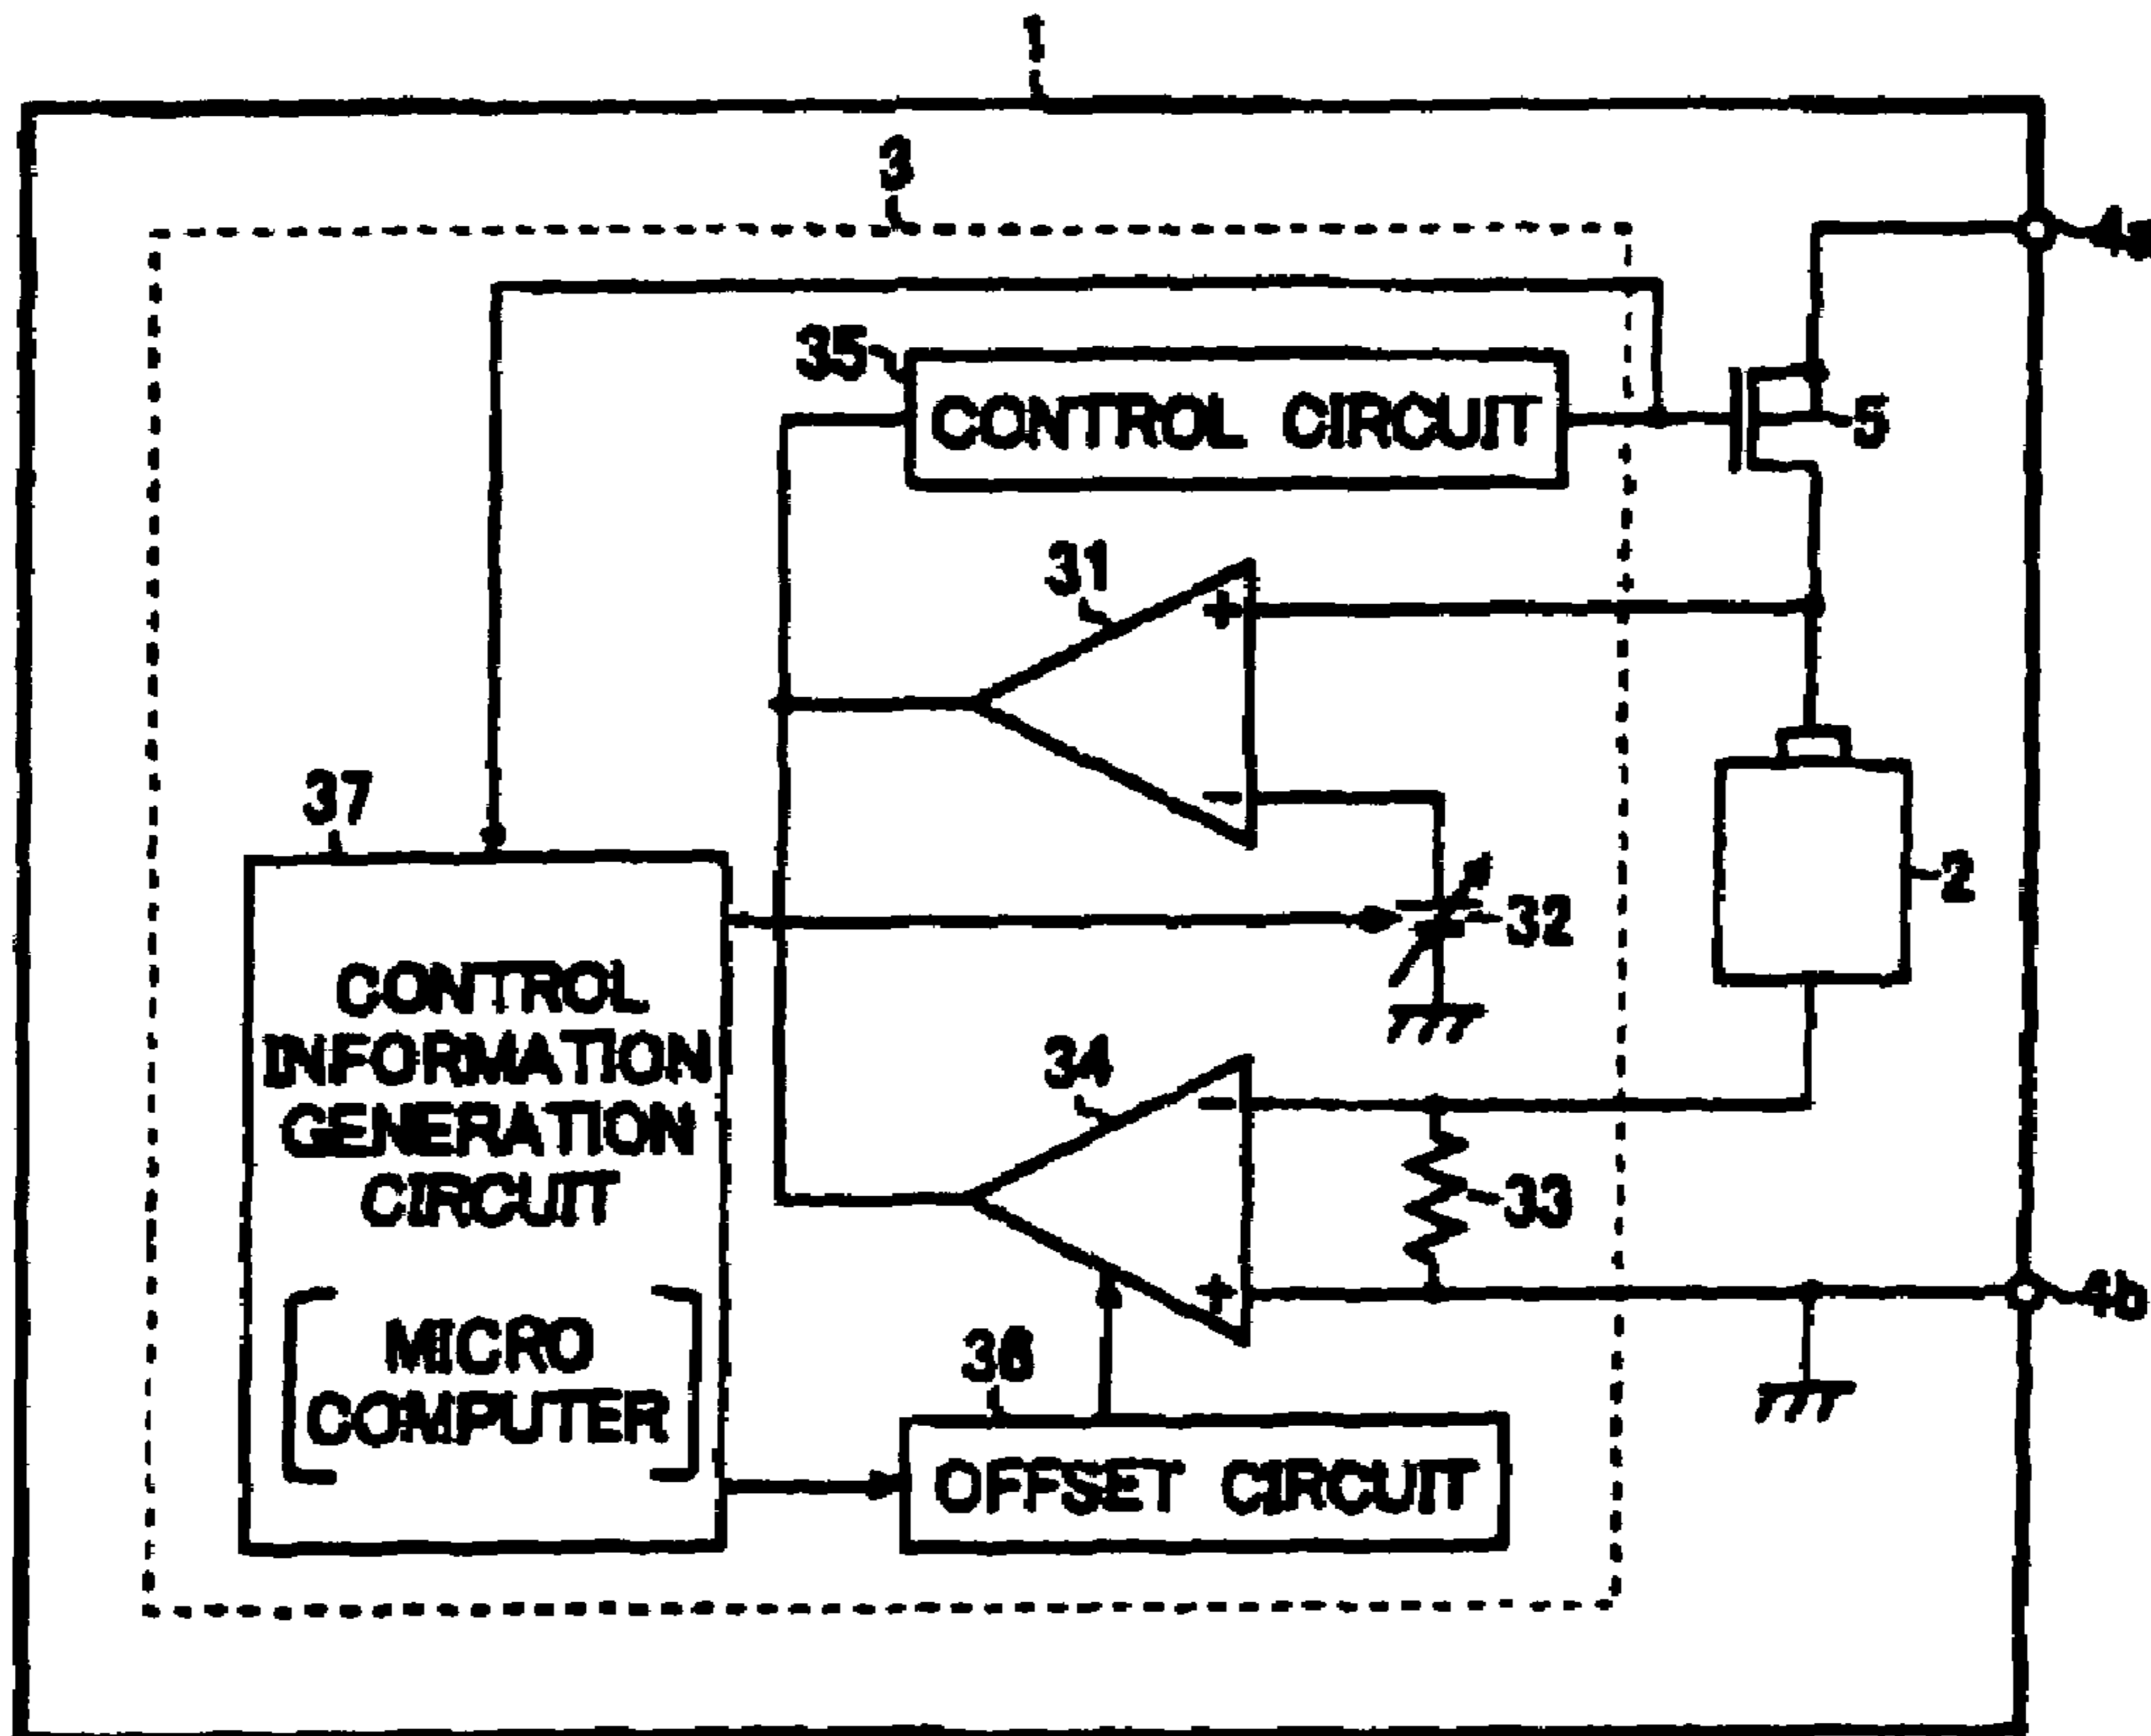 1
3
35
CONTROL CIRCUIT
5
31
+
-
37
2
32
CONTROL
INFORMATION
GENERATION
CIRCUIT
34
-
33
+
4b
MICRO
COMPUTER
36
OFFSET CIRCUIT